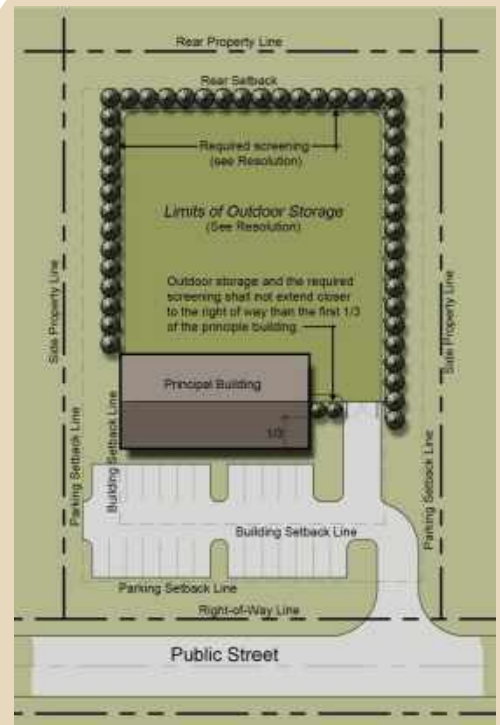 Rear Property Line
Rear Setback
Required screening
(see Resolution)
Limits of Outdoor Storage
(See Resolution)
Side Property Line
Side Property Line
Outdoor storage and the required
screening shall not extend closer
to the right of way than the first 1/3
of the principle building
Principal Building
1/3
Parking Setback Line
Building Setback Line
Parking Setback Line
Building Setback Line
Parking Setback Line
Right-of-Way Line
Public Street